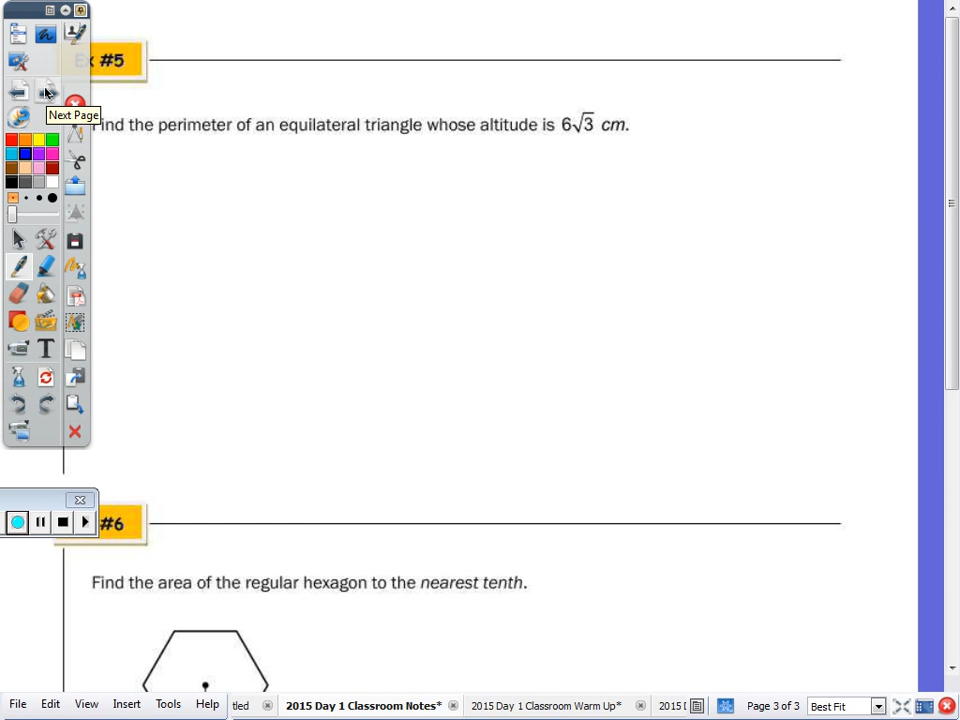 Ex #5
Next Page
Find the perimeter of an equilateral triangle whose altitude is 6√3 cm.
#6
Find the area of the regular hexagon to the nearest tenth.
File Edit View Insert Tools Help
tled
2015 Day 1 Classroom Notes*
2015 Day 1 Classroom Warm Up*
2015
Page 3 of 3
Best Fit